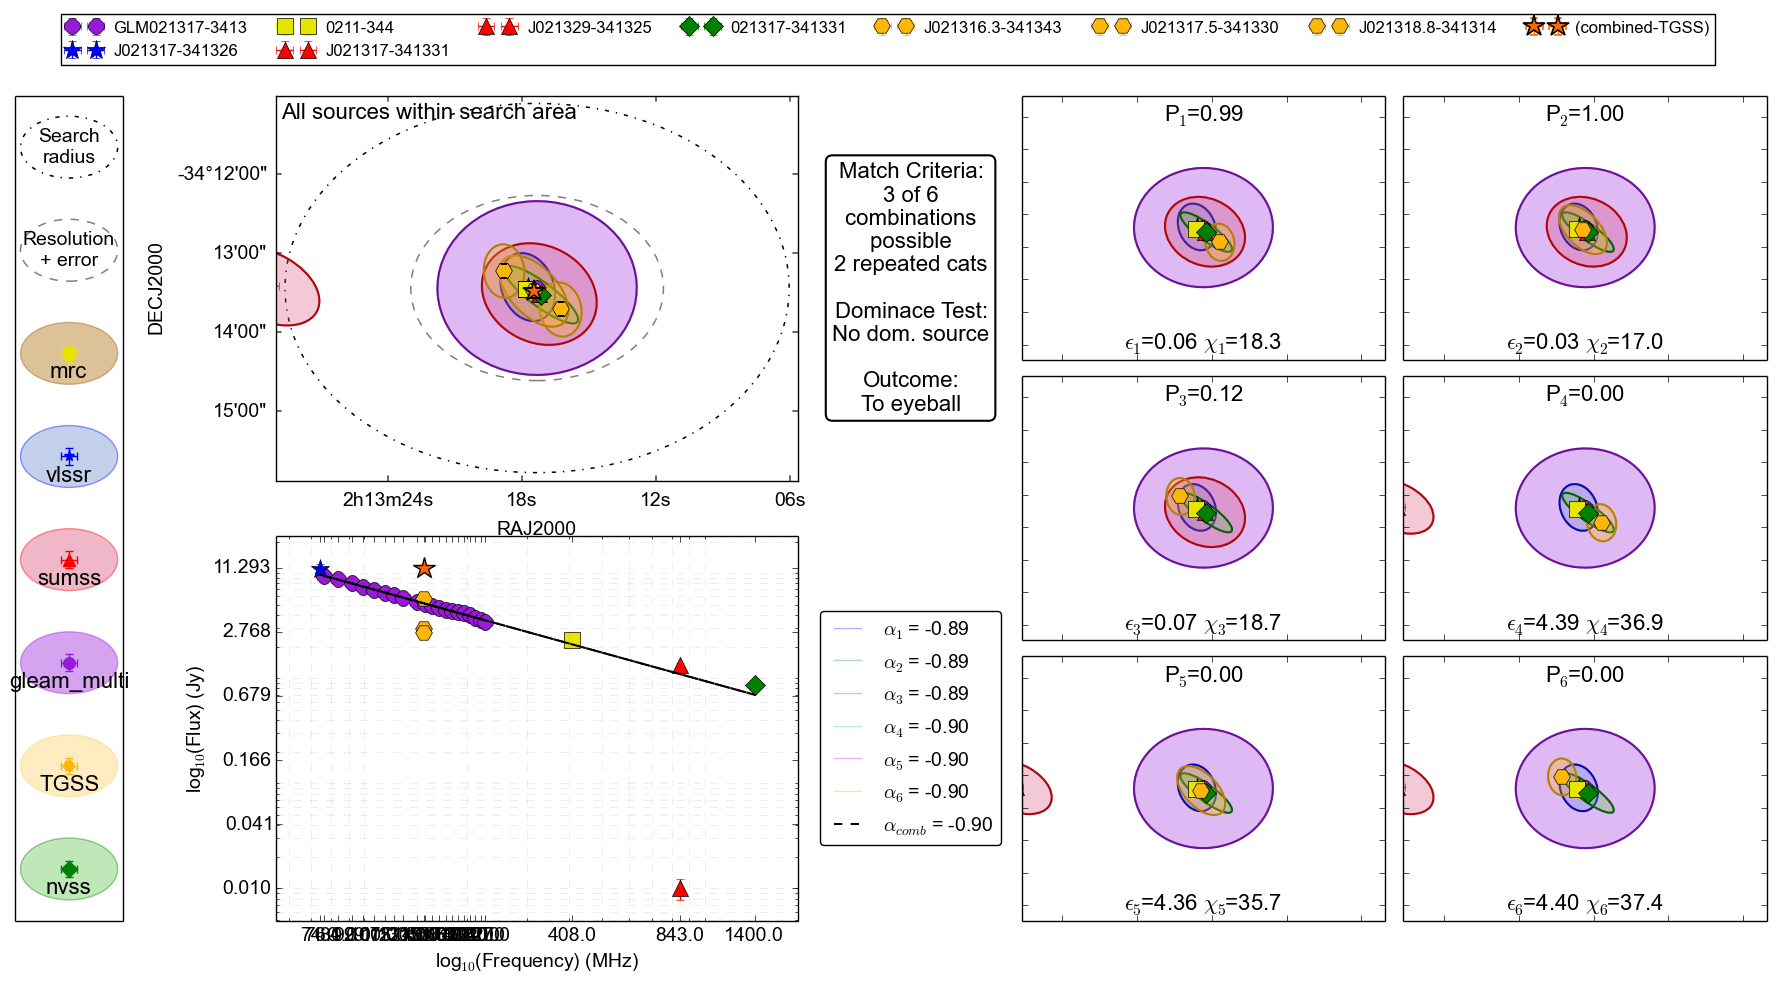 GLM021317-3413
0211-344
J021329-341325
021317-341331
J021316.3-341343
J021317.5-341330
J021318.8-341314
(combined-TGSS)
J021317-341326
J021317-341331
Search
radius
Resolution
+ error
mrc
vlssr
sumss
gleam_multi
TGSS
nvss
All sources within search area
DECJ2000
-34°12'00"
13'00"
14'00"
15'00"
2h13m24s
18s
12s
06s
RAJ2000
Match Criteria:
3 of 6
combinations
possible
2 repeated cats
Dominace Test:
No dom. source
Outcome:
To eyeball
log10(Flux) (Jy)
11.293
2.768
0.679
0.166
0.041
0.010
408.0
843.0
1400.0
log10(Frequency) (MHz)
α1 = -0.89
α2 = -0.89
α3 = -0.89
α4 = -0.90
α5 = -0.90
α6 = -0.90
αcomb = -0.90
P1=0.99
ϵ1=0.06 χ1=18.3
P2=1.00
ϵ2=0.03 χ2=17.0
P3=0.12
ϵ3=0.07 χ3=18.7
P4=0.00
ϵ4=4.39 χ4=36.9
P5=0.00
ϵ5=4.36 χ5=35.7
P6=0.00
ϵ6=4.40 χ6=37.4